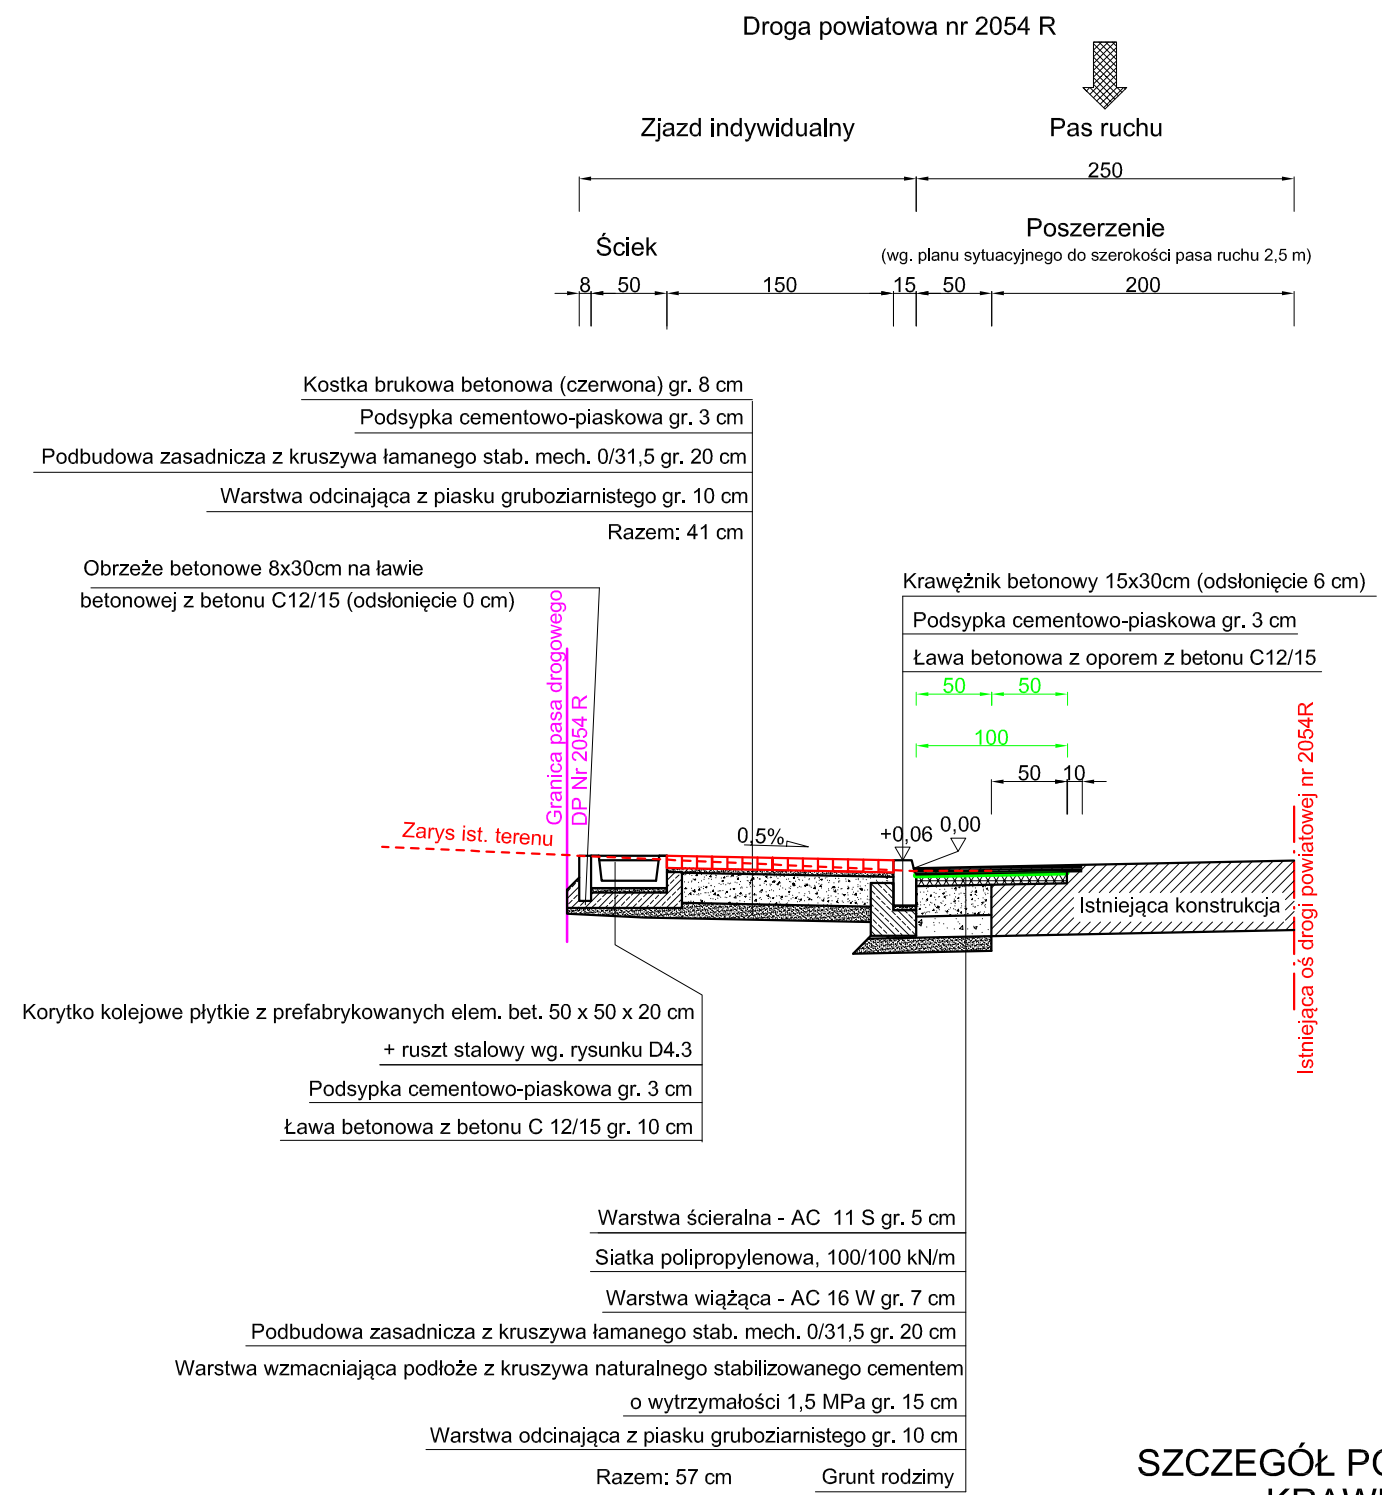 Droga powiatowa nr 2054 R
Zjazd indywidualny
Pas ruchu
250
Poszerzenie
(wg. planu sytuacyjnego do szerokości pasa ruchu 2,5 m)
Ściek
8
50
150
15
50
200
Kostka brukowa betonowa (czerwona) gr. 8 cm
Podsypka cementowo-piaskowa gr. 3 cm
Podbudowa zasadnicza z kruszywa łamanego stab. mech. 0/31,5 gr. 20 cm
Warstwa odcinająca z piasku gruboziarnistego gr. 10 cm
Razem: 41 cm
Obrzeże betonowe 8x30cm na ławie
betonowej z betonu C12/15 (odsłonięcie 0 cm)
Granica pasa drogowego
DP Nr 2054 R
Krawężnik betonowy 15x30cm (odsłonięcie 6 cm)
Podsypka cementowo-piaskowa gr. 3 cm
Ława betonowa z oporem z betonu C12/15
50
50
100
50
10
Zarys ist. terenu
0,5%
+0,06
0,00
Istniejąca konstrukcja
Istniejąca oś drogi powiatowej nr 2054R
Korytko kolejowe płytkie z prefabrykowanych elem. bet. 50 x 50 x 20 cm
+ ruszt stalowy wg. rysunku D4.3
Podsypka cementowo-piaskowa gr. 3 cm
Ława betonowa z betonu C 12/15 gr. 10 cm
Warstwa ścieralna - AC 11 S gr. 5 cm
Siatka polipropylenowa, 100/100 kN/m
Warstwa wiążąca - AC 16 W gr. 7 cm
Podbudowa zasadnicza z kruszywa łamanego stab. mech. 0/31,5 gr. 20 cm
Warstwa wzmacniająca podłoże z kruszywa naturalnego stabilizowanego cementem
o wytrzymałości 1,5 MPa gr. 15 cm
Warstwa odcinająca z piasku gruboziarnistego gr. 10 cm
Razem: 57 cm
Grunt rodzimy
SZCZEGÓŁ